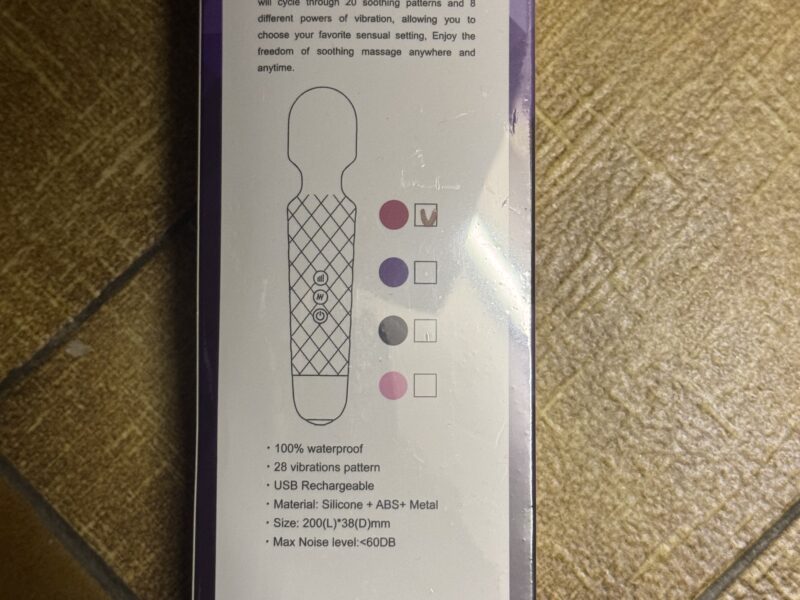 will cycle through 20 soothing patterns and 8
different powers of vibration, allowing you to
choose your favorite sensual setting, Enjoy the
freedom of soothing massage anywhere and
anytime.
· 100% waterproof
· 28 vibrations pattern
· USB Rechargeable
· Material: Silicone + ABS+ Metal
· Size: 200(L)*38(D)mm
· Max Noise level:<60DB